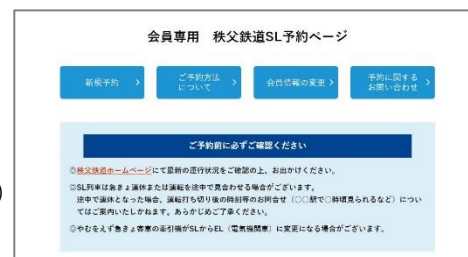 会員専用 秩父鉄道SL予約ページ
新規予約
ご予約方法
について
会員情報の変更
予約に関する
お問い合わせ
ご予約前に必ずご確認ください
◎秩父鉄道ホームページにて最新の運行状況をご確認の上、お出かけください。
◎SL列車は急きょ運休または運転を途中で見合わせる場合がございます。
途中で運休となった場合、運転打ち切り後の時刻等のお問合せ（〇〇駅で〇時頃見られるなど）につい
てはご案内いたしかねます。あらかじめご了承ください。
◎やむをえず急きょ客車の牽引機がSLからEL（電気機関車）に変更になる場合がございます。
)